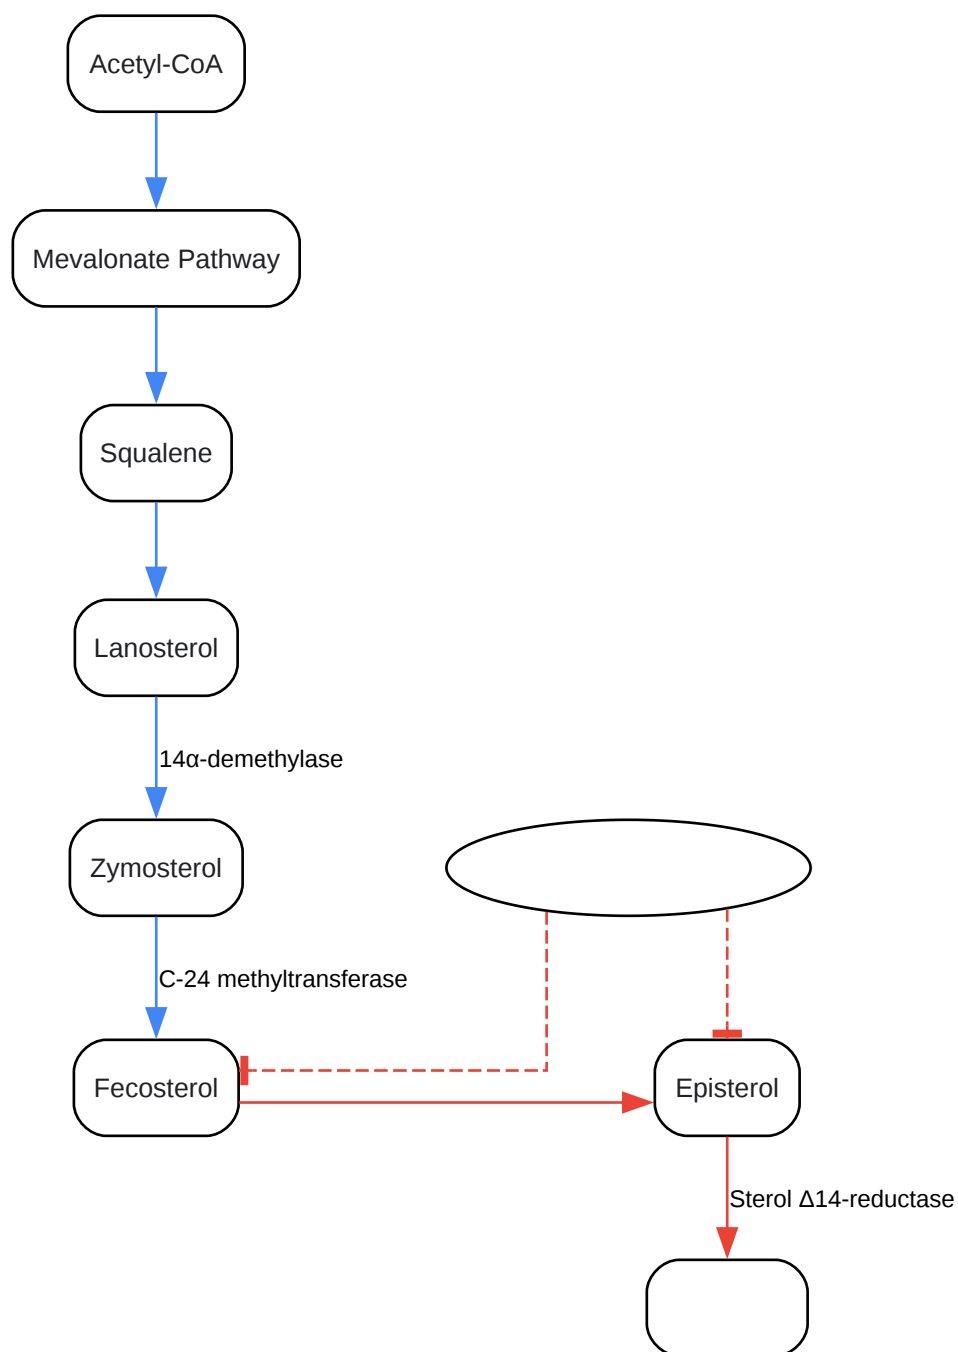 Acetyl-CoA
Mevalonate Pathway
Squalene
Lanosterol
14α-demethylase
Zymosterol
C-24 methyltransferase
Fecosterol
Episterol
Sterol Δ14-reductase